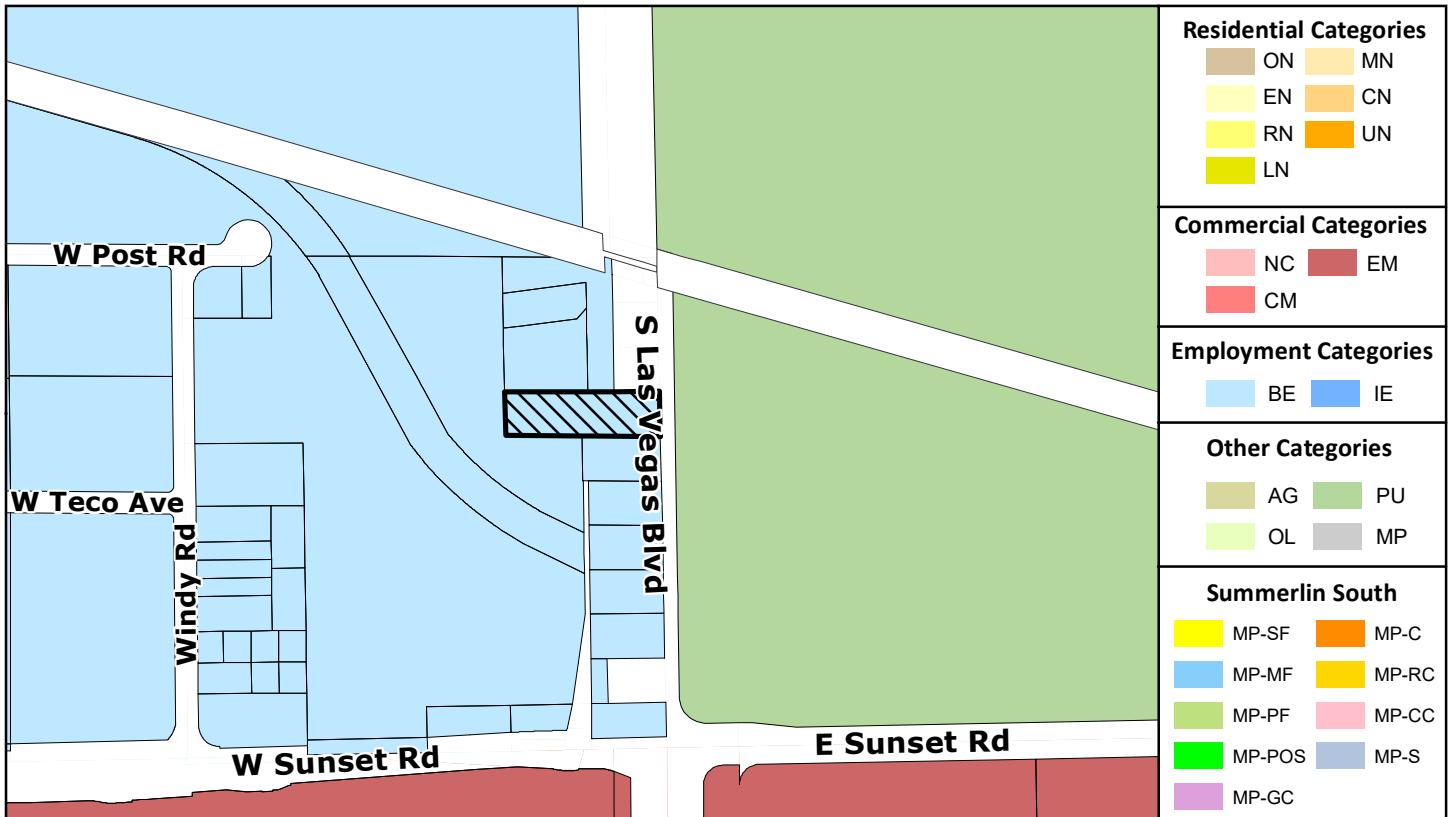 W Post Rd
S Las Vegas Blvd
W Teco Ave
Windy Rd
W Sunset Rd
E Sunset Rd
Residential Categories
ON MN
EN CN
RN UN
LN
Commercial Categories
NC EM
CM
Employment Categories
BE IE
Other Categories
AG PU
OL MP
Summerlin South
MP-SF MP-C
MP-MF MP-RC
MP-PF MP-CC
MP-POS MP-S
MP-GC